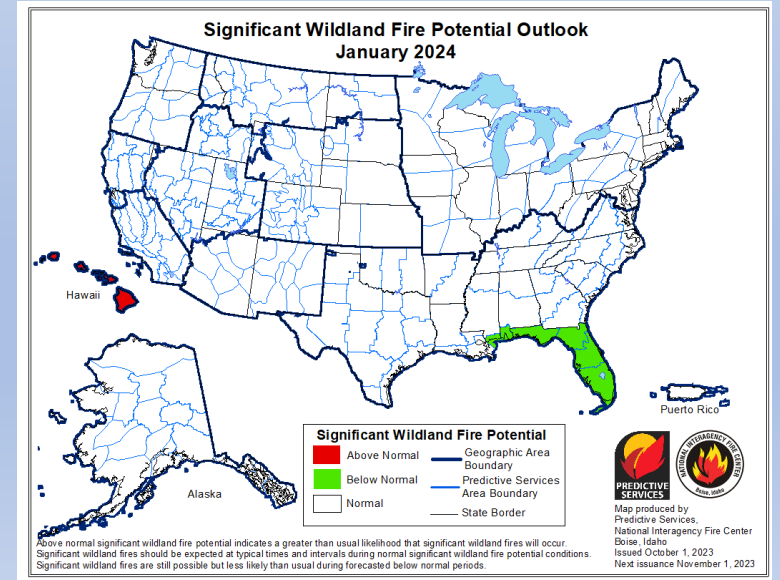 Significant Wildland Fire Potential Outlook
January 2024
Hawaii
Alaska
Puerto Rico
Significant Wildland Fire Potential
Above Normal
Below Normal
Normal
Geographic Area
Boundary
Predictive Services
Area Boundary
State Border
PREDICTIVE
SERVICES
NATIONAL INTERAGENCY FIRE CENTER
Boise, Idaho
Map produced by
Predictive Services,
National Interagency Fire Center
Boise, Idaho
Issued October 1, 2023
Next issuance November 1, 2023
Above normal significant wildland fire potential indicates a greater than usual likelihood that significant wildland fires will occur.
Significant wildland fires should be expected at typical times and intervals during normal significant wildland fire potential conditions.
Significant wildland fires are still possible but less likely than usual during forecasted below normal periods.